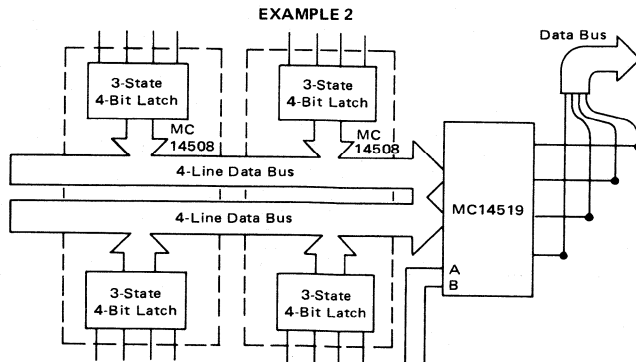 EXAMPLE 2
Data Bus
3-State
4-Bit Latch
3-State
4-Bit Latch
MC
14508
MC
14508
4-Line Data Bus
4-Line Data Bus
MC14519
A
B
3-State
4-Bit Latch
3-State
4-Bit Latch